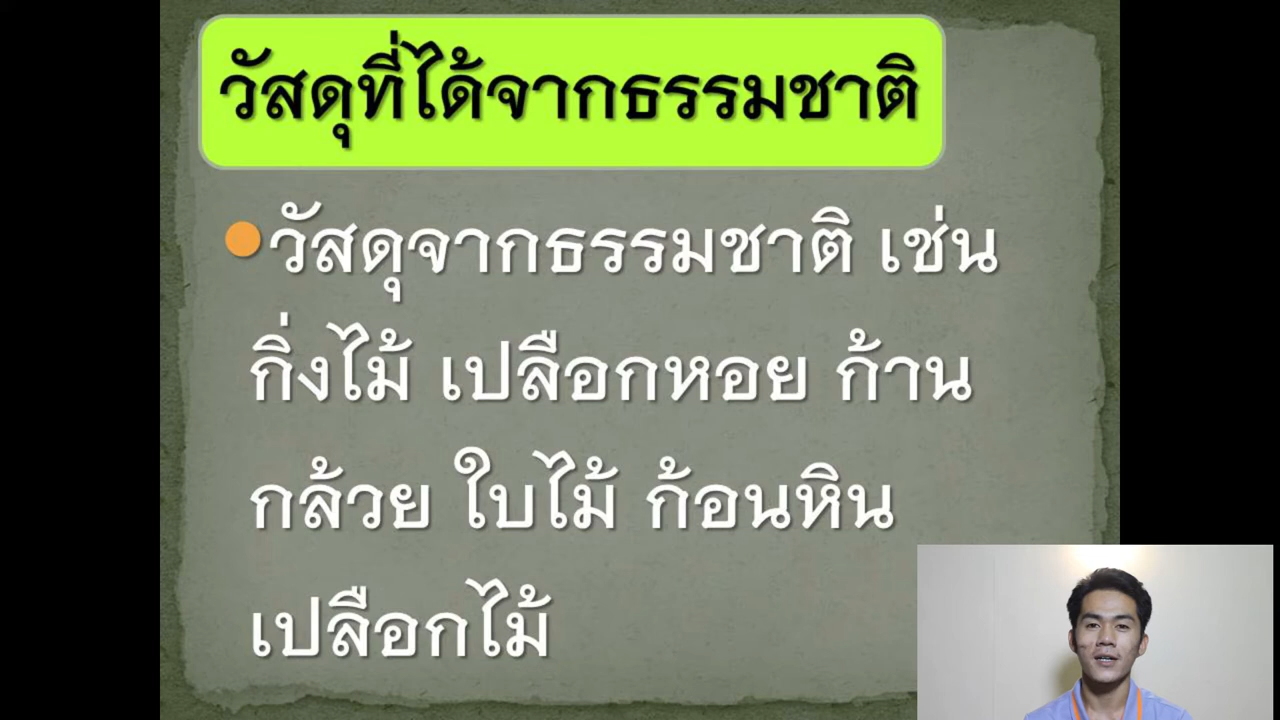 วัสดุที่ได้จากธรรมชาติ
วัสดุจากธรรมชาติ เช่น
กิ่งไม้ เปลือกหอย ก้าน
กล้วย ใบไม้ ก้อนหิน
เปลือกไม้